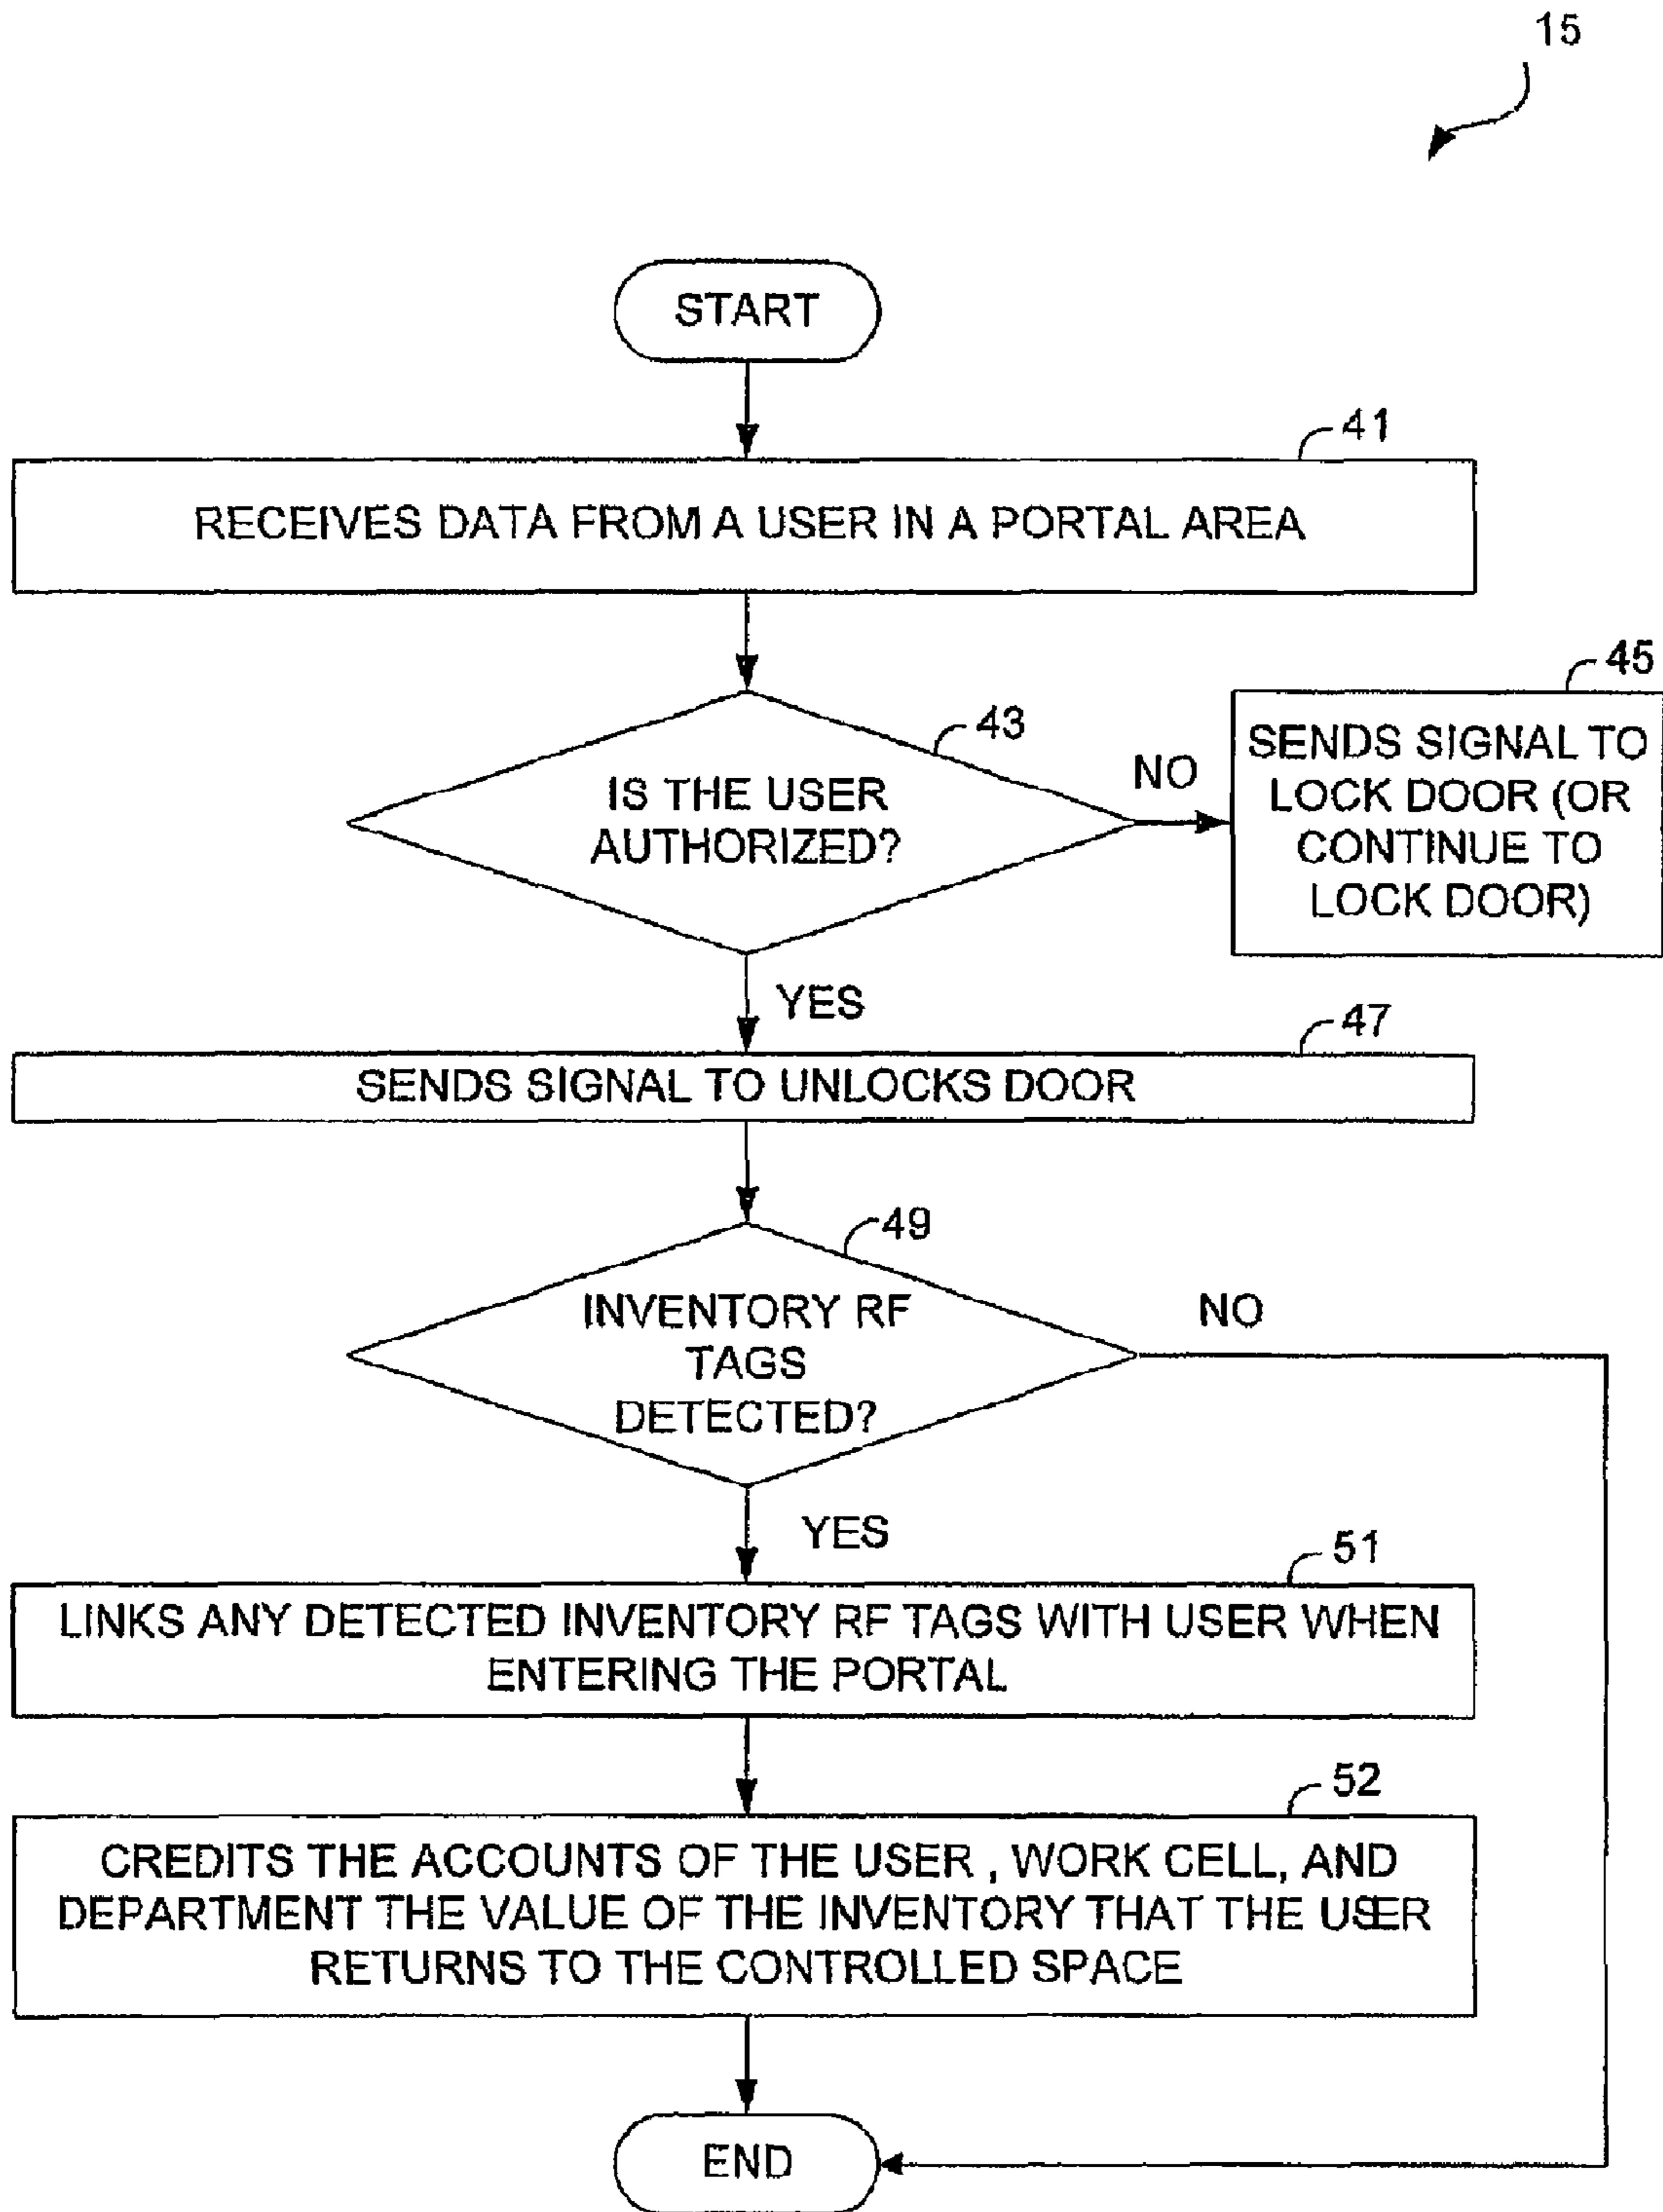 15
START
41
RECEIVES DATA FROM A USER IN A PORTAL AREA
43
IS THE USER
AUTHORIZED?
NO
45
SENDS SIGNAL TO
LOCK DOOR (OR
CONTINUE TO
LOCK DOOR)
YES
47
SENDS SIGNAL TO UNLOCKS DOOR
49
INVENTORY RF
TAGS
DETECTED?
NO
YES
51
LINKS ANY DETECTED INVENTORY RF TAGS WITH USER WHEN
ENTERING THE PORTAL
52
CREDITS THE ACCOUNTS OF THE USER , WORK CELL, AND
DEPARTMENT THE VALUE OF THE INVENTORY THAT THE USER
RETURNS TO THE CONTROLLED SPACE
END